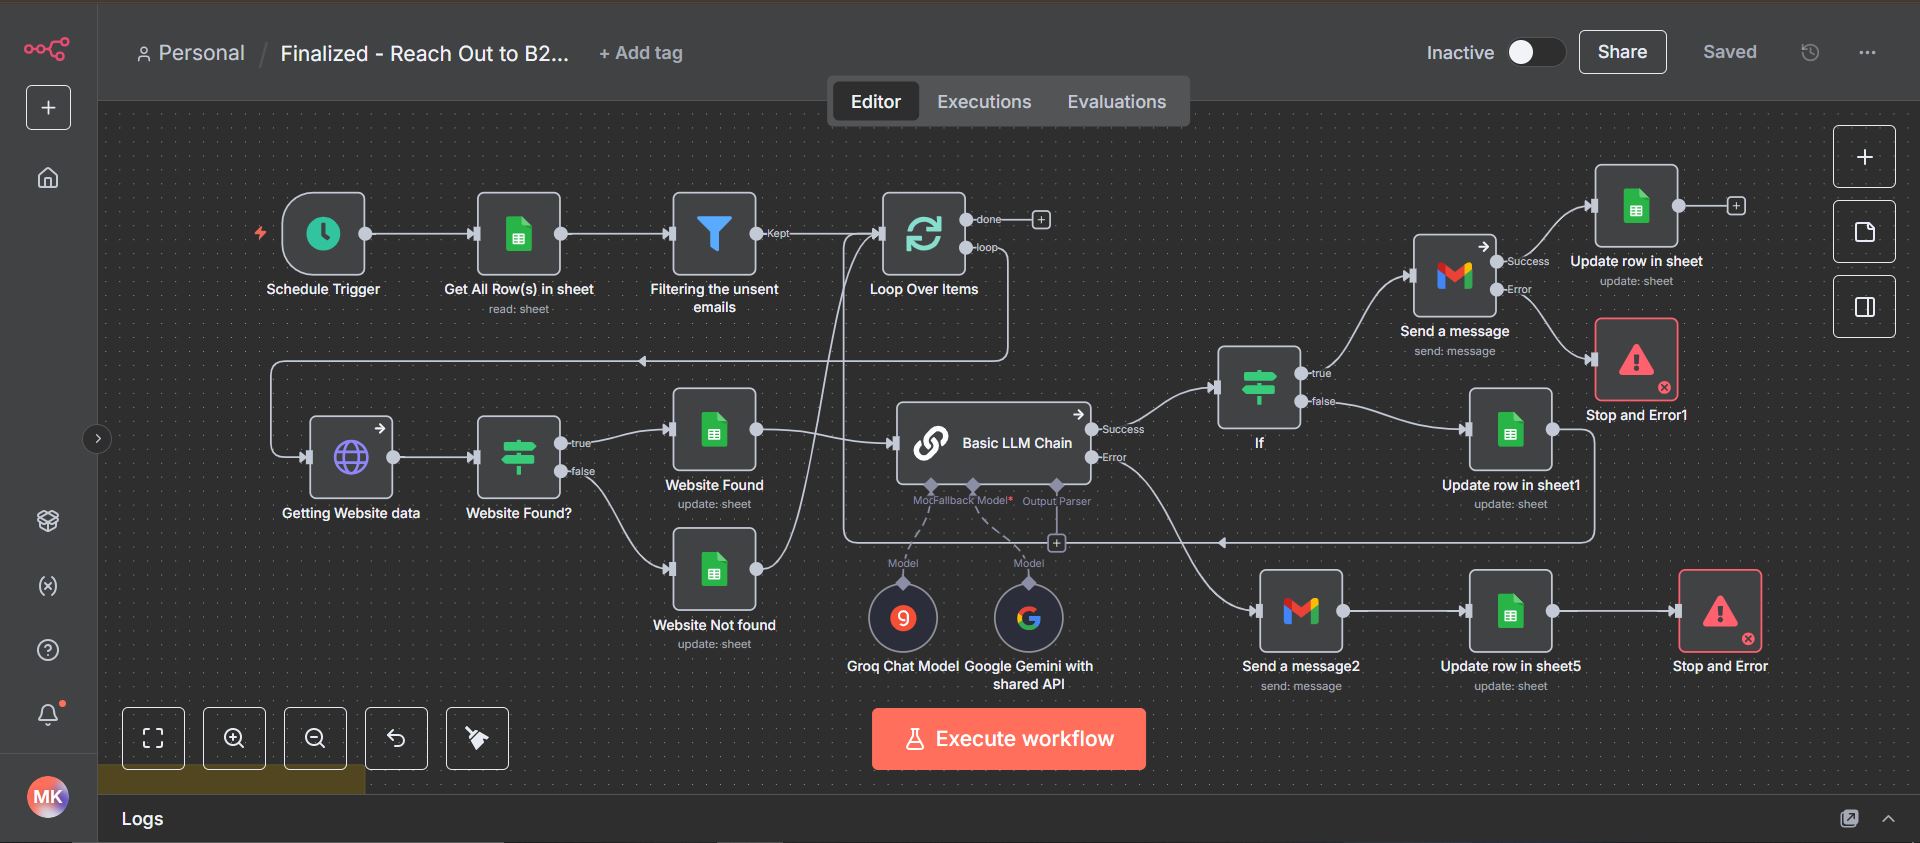 Personal / Finalized - Reach Out to B2... + Add tag
Inactive
Share
Saved
Editor
Executions
Evaluations
Schedule Trigger
Get All Row(s) in sheet
read: sheet
Filtering the unsent
emails
Kept
Loop Over Items
done
loop
Getting Website data
Website Found?
true
false
Website Found
update: sheet
Website Not found
update: sheet
Basic LLM Chain
Success
Error
Fallback Model*
Output Parser
Model
Model
Groq Chat Model
Google Gemini with
shared API
If
true
false
Send a message
send: message
Success
Error
Update row in sheet
update: sheet
Stop and Error1
Update row in sheet1
update: sheet
Send a message2
send: message
Update row in sheet5
update: sheet
Stop and Error
Execute workflow
MK
Logs